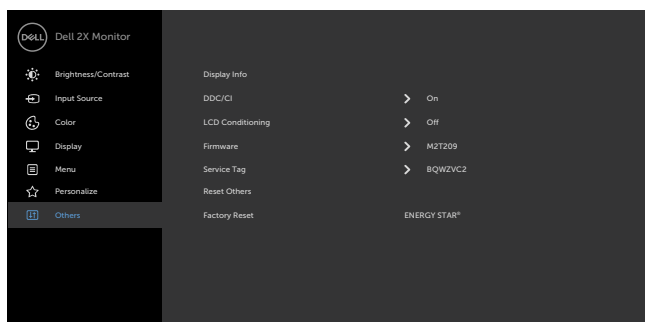 DELL Dell 2X Monitor
Brightness/Contrast Display Info
Input Source DDC/CI On
Color LCD Conditioning Off
Display Firmware M2T209
Menu Service Tag BQWZVC2
Personalize Reset Others
Others Factory Reset ENERGY STAR®